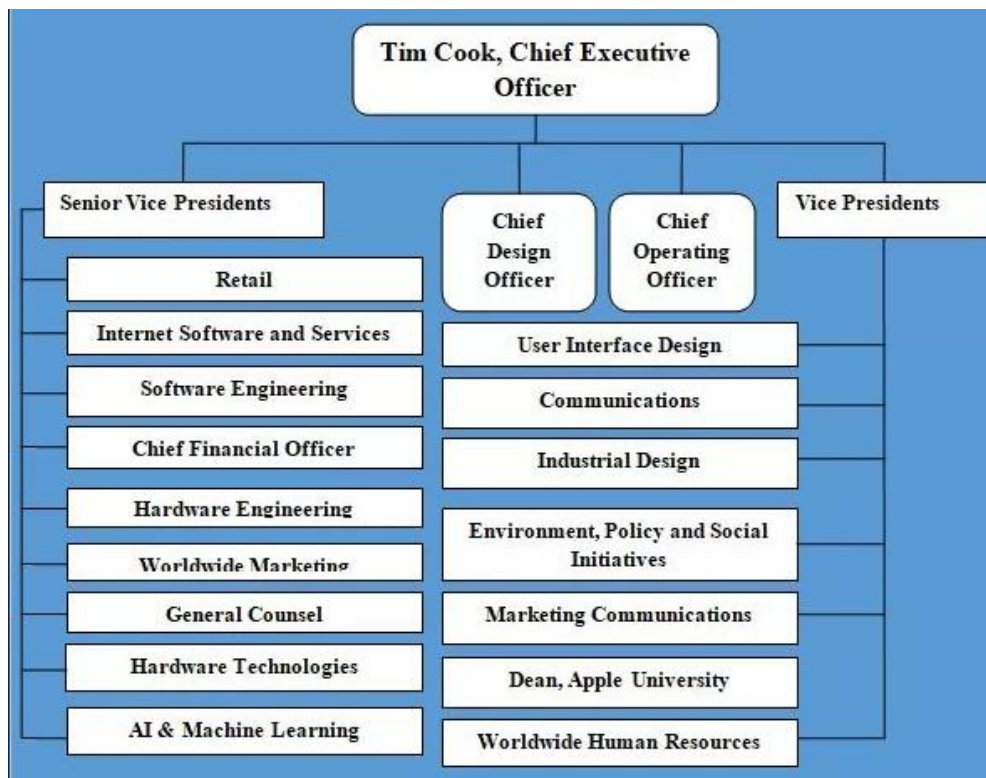 Tim Cook, Chief Executive
Officer
Senior Vice Presidents
Retail
Internet Software and Services
Software Engineering
Chief Financial Officer
Hardware Engineering
Worldwide Marketing
General Counsel
Hardware Technologies
AI & Machine Learning
Chief
Design
Officer
Chief
Operating
Officer
Vice Presidents
User Interface Design
Communications
Industrial Design
Environment, Policy and Social
Initiatives
Marketing Communications
Dean, Apple University
Worldwide Human Resources